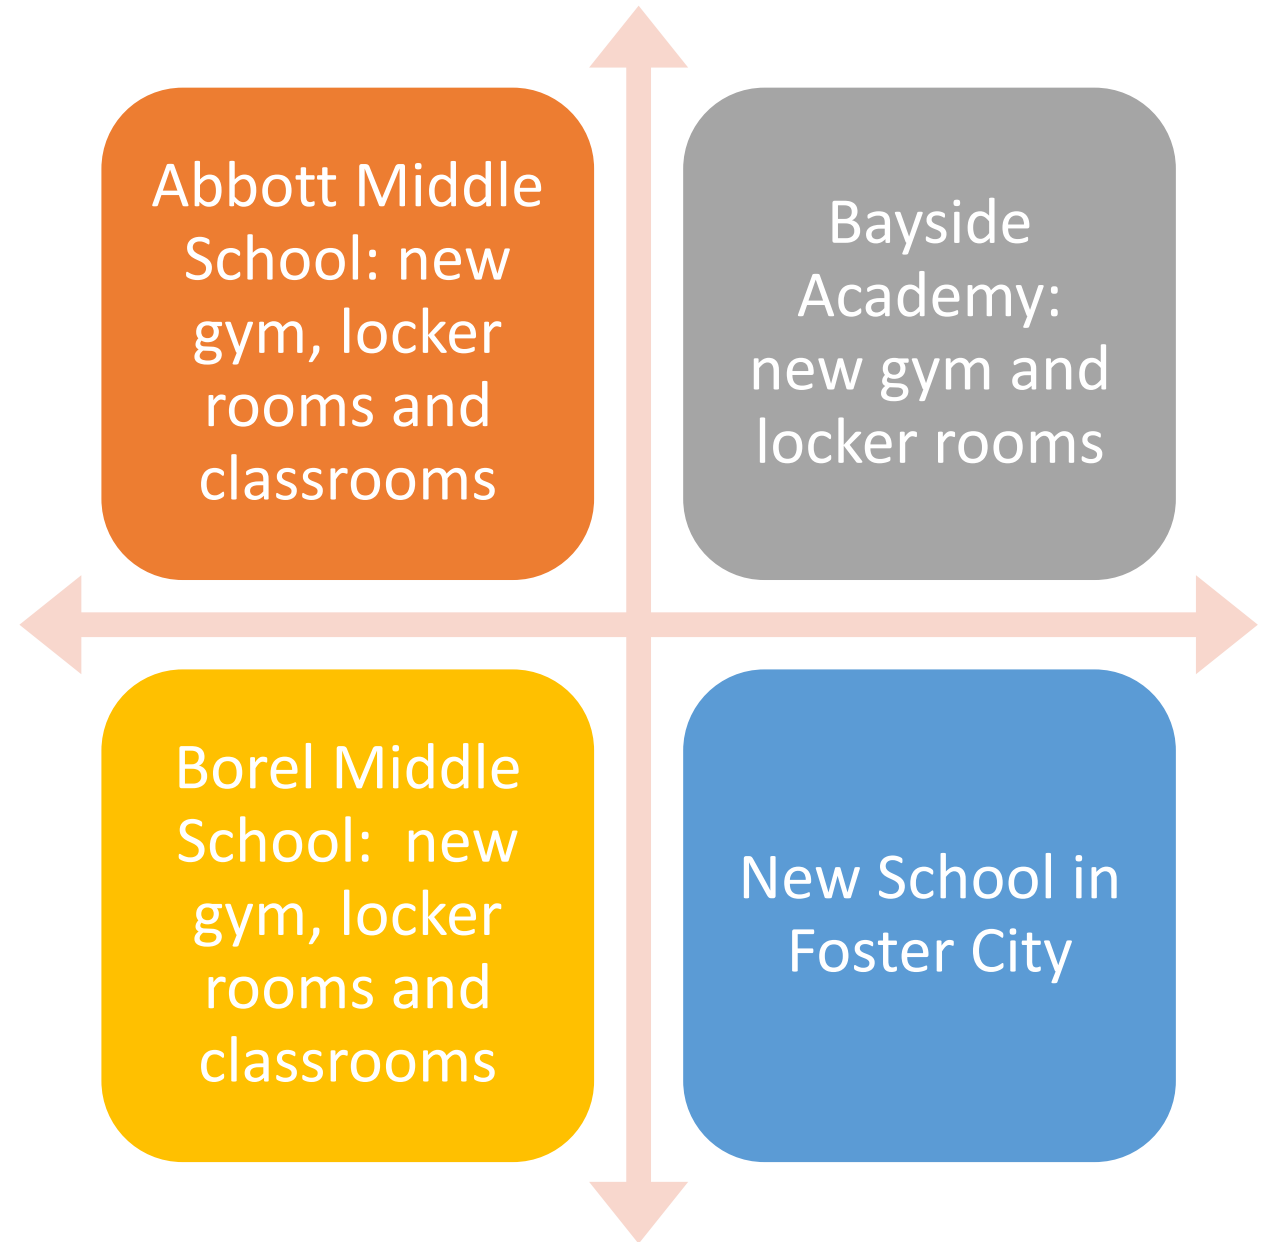 Abbott Middle
School: new
gym, locker
rooms and
classrooms
Bayside
Academy:
new gym and
locker rooms
Borel Middle
School:  new
gym, locker
rooms and
classrooms
New School in
Foster City